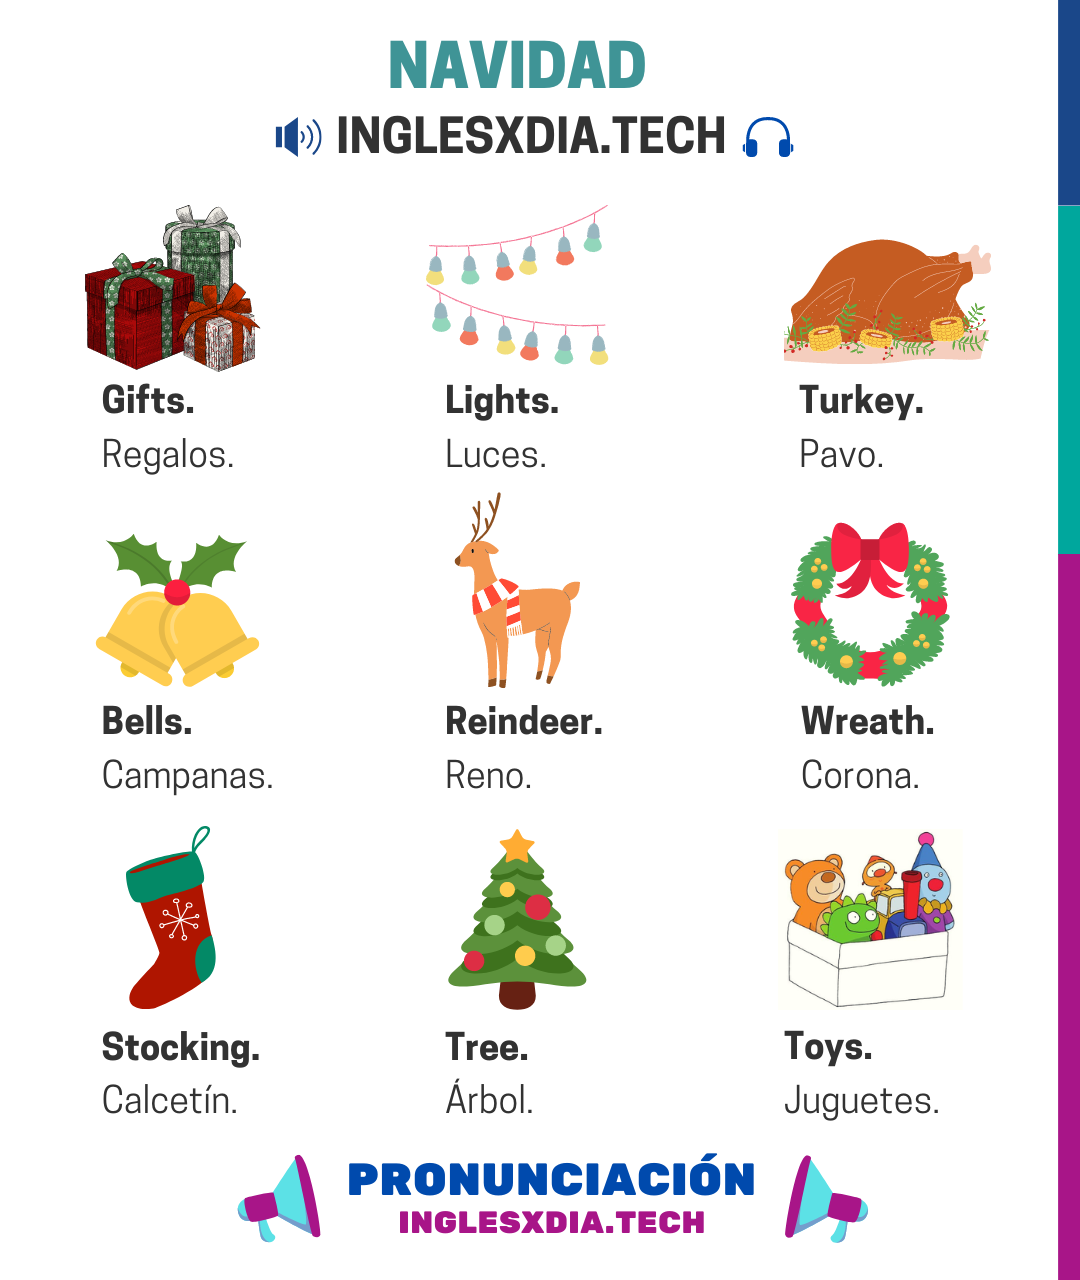 NAVIDAD
INGLESXDIA.TECH
Gifts.
Regalos.
Lights.
Luces.
Turkey.
Pavo.
Bells.
Campanas.
Reindeer.
Reno.
Wreath.
Corona.
Stocking.
Calcetín.
Tree.
Árbol.
Toys.
Juguetes.
PRONUNCIACIÓN
INGLESXDIA.TECH